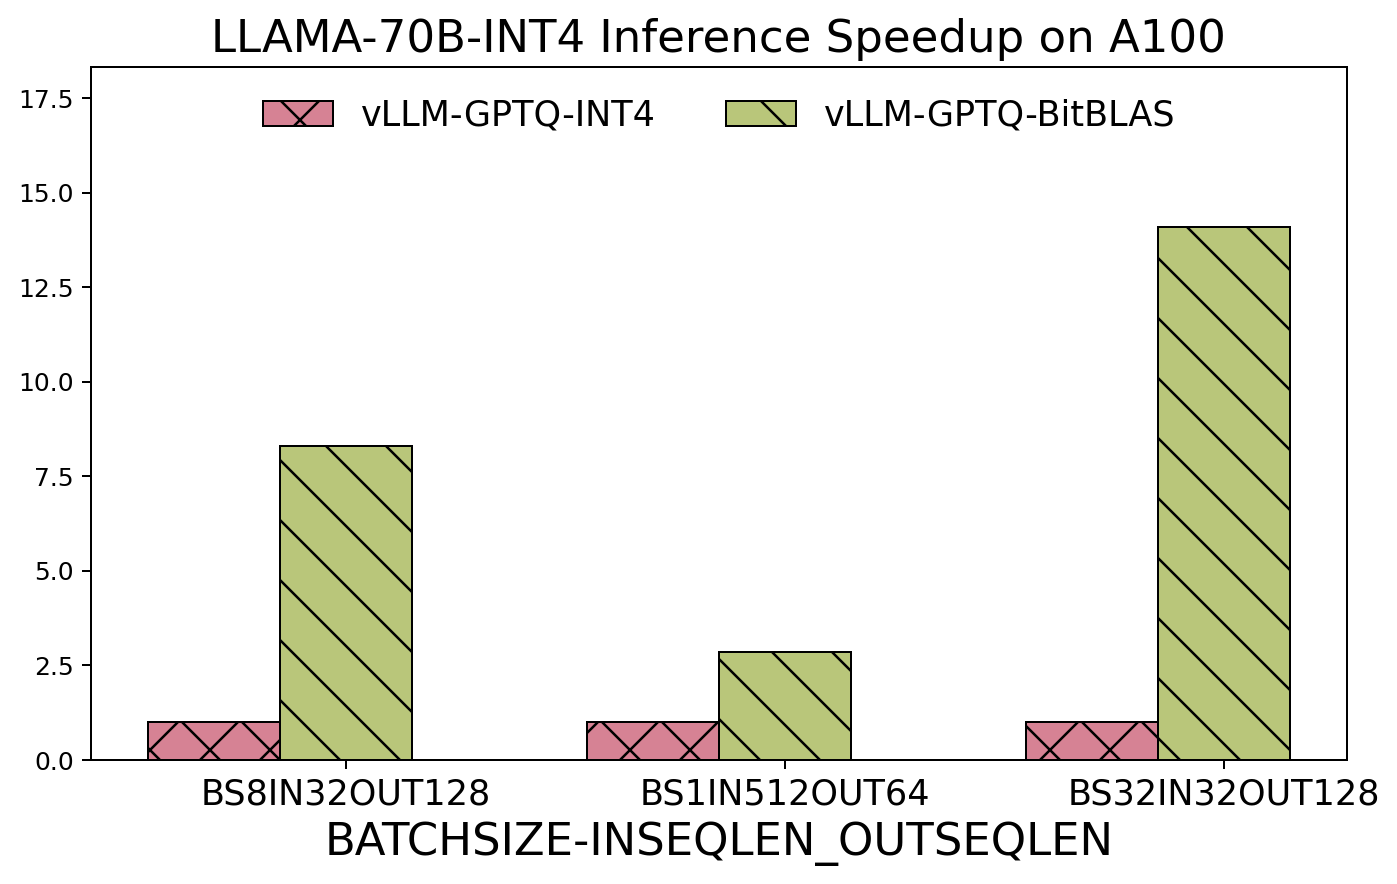 LLAMA-70B-INT4 Inference Speedup on A100
vLLM-GPTQ-INT4 vLLM-GPTQ-BitBLAS
17.5
15.0
12.5
10.0
7.5
5.0
2.5
0.0
BS8IN32OUT128 BS1IN512OUT64 BS32IN32OUT128
BATCHSIZE-INSEQLEN_OUTSEQLEN